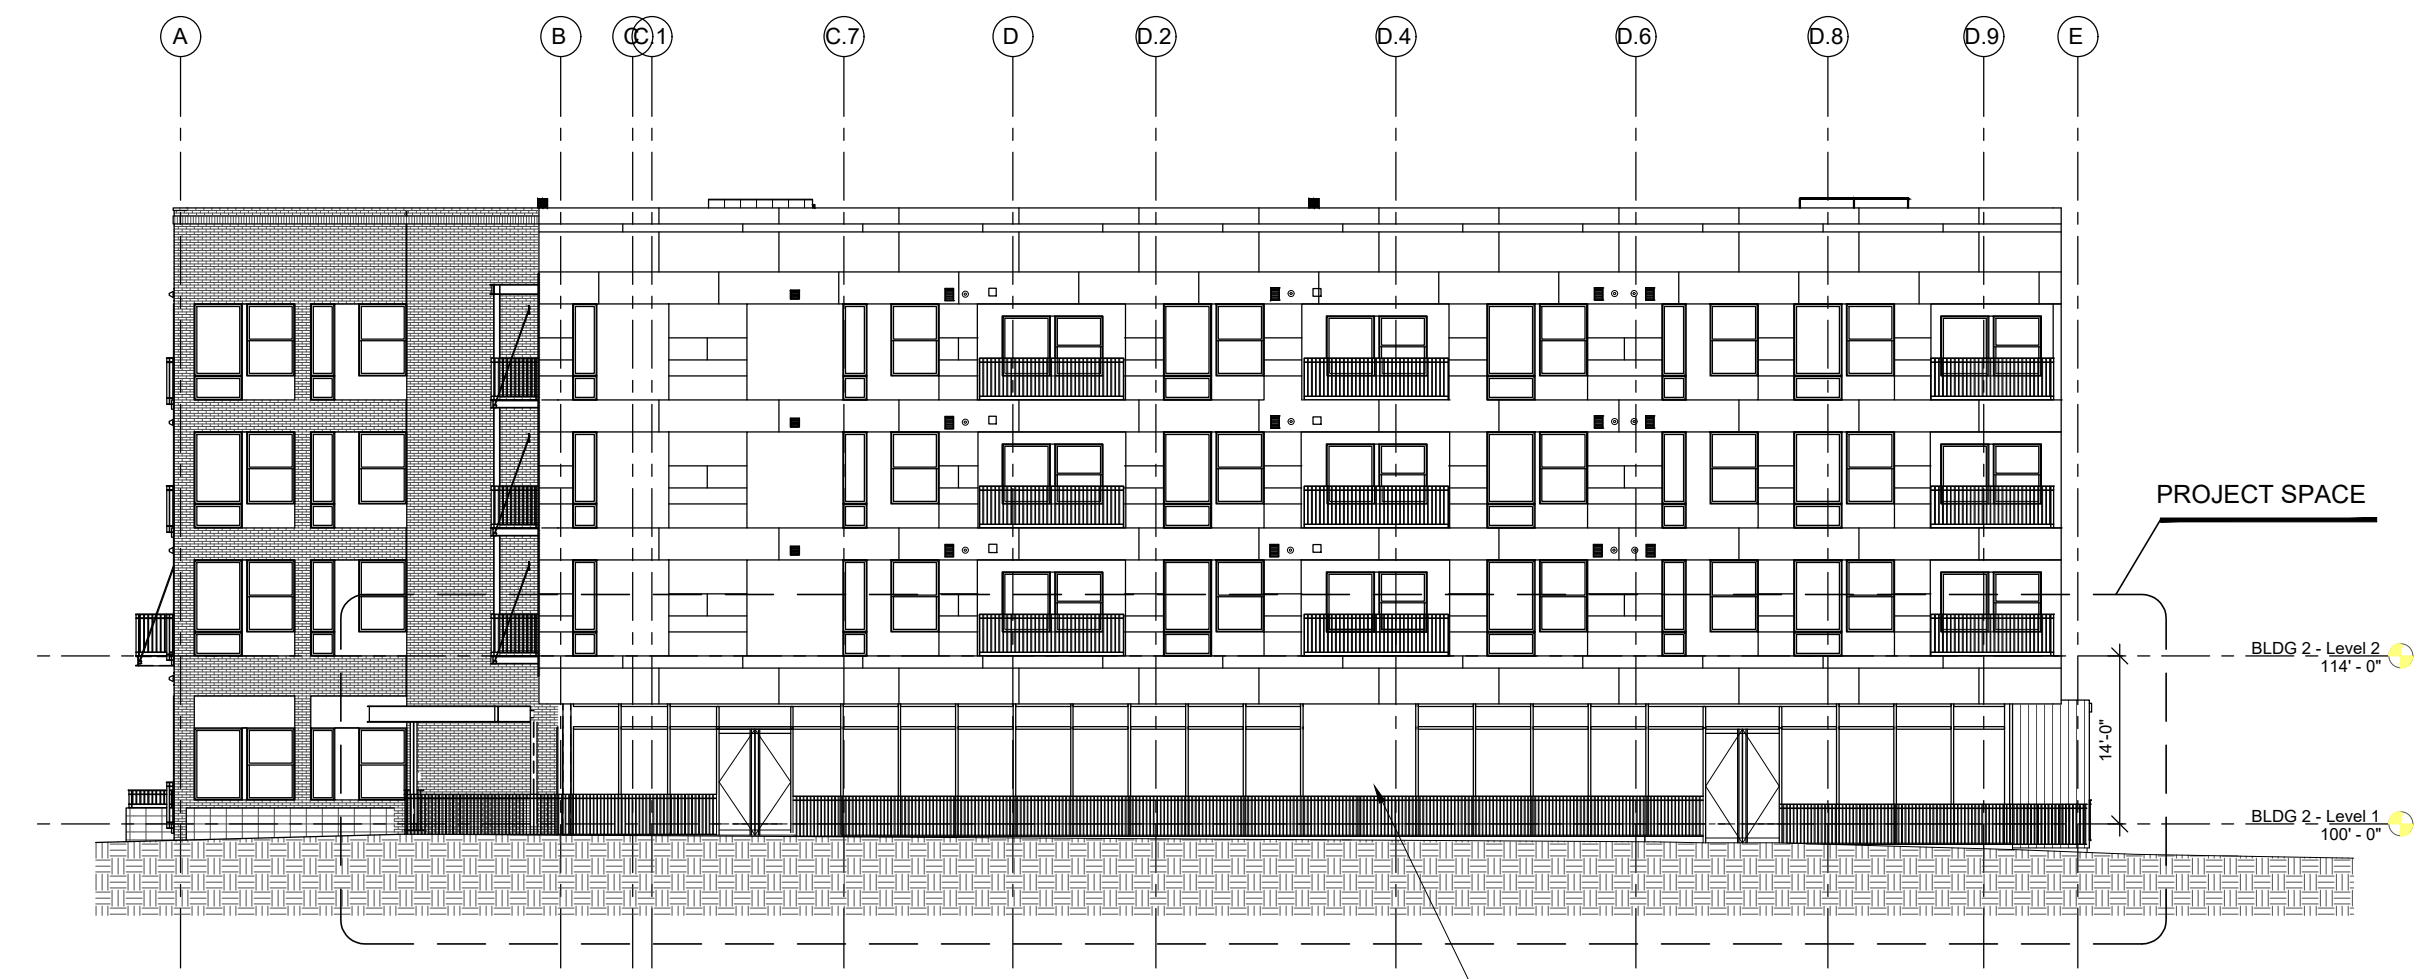 A
B
C
C.1
C.7
D
D.2
D.4
D.6
D.8
D.9
E
PROJECT SPACE
BLDG 2 - Level 2
114' - 0"
14'-0"
BLDG 2 - Level 1
100' - 0"